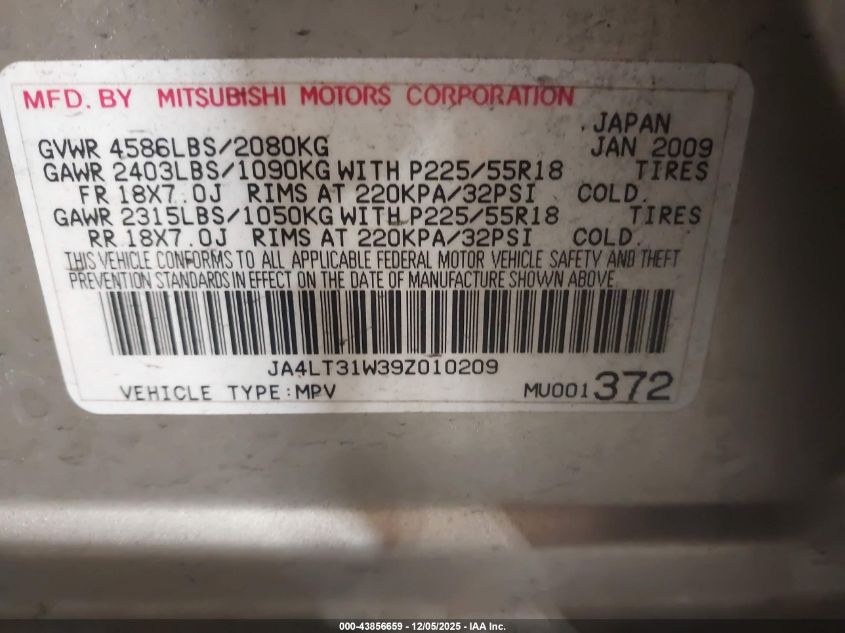 MFD. BY MITSUBISHI MOTORS CORPORATION
JAPAN
GVWR 4586LBS/2080KG JAN 2009
GAWR 2403LBS/1090KG WITH P225/55R18 TIRES
FR 18X7.0J RIMS AT 220KPA/32PSI COLD.
GAWR 2315LBS/1050KG WITH P225/55R18 TIRES
RR 18X7.0J RIMS AT 220KPA/32PSI COLD.
THIS VEHICLE CONFORMS TO ALL APPLICABLE FEDERAL MOTOR VEHICLE SAFETY AND THEFT
PREVENTION STANDARDS IN EFFECT ON THE DATE OF MANUFACTURE SHOWN ABOVE.
JA4LT31W39Z010209
VEHICLE TYPE:MPV MU001372
000-43856659 - 12/05/2025 - IAA Inc.